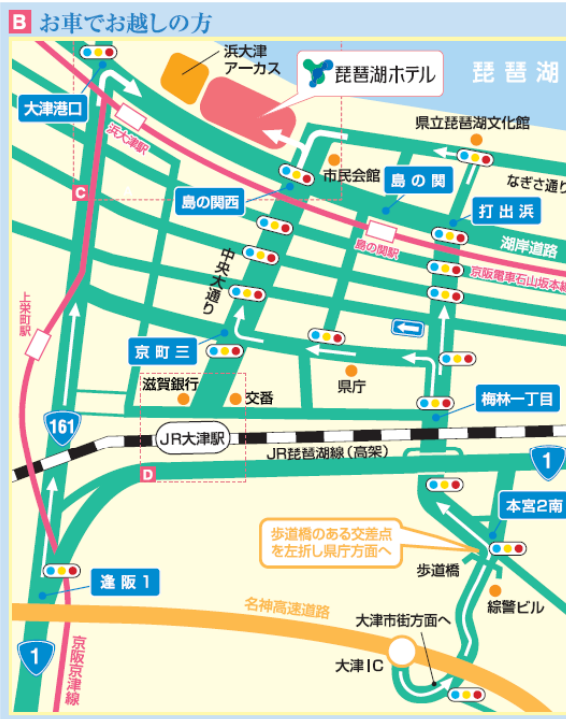 B お車でお越しの方
浜大津
アーカス
琵琶湖ホテル
琵琶湖
大津港口
県立琵琶湖文化館
浜大津駅
市民会館
島の関
なぎさ通り
C
島の関西
打出浜
湖岸道路
島の関駅
中央大通り
京阪電車石山坂本線
上栄町駅
京町三
滋賀銀行
交番
県庁
梅林一丁目
161
JR大津駅
JR琵琶湖線(高架)
1
D
本宮2南
歩道橋のある交差点
を左折し県庁方面へ
歩道橋
逢阪1
綜警ビル
名神高速道路
大津市街方面へ
1
京阪京津線
大津IC